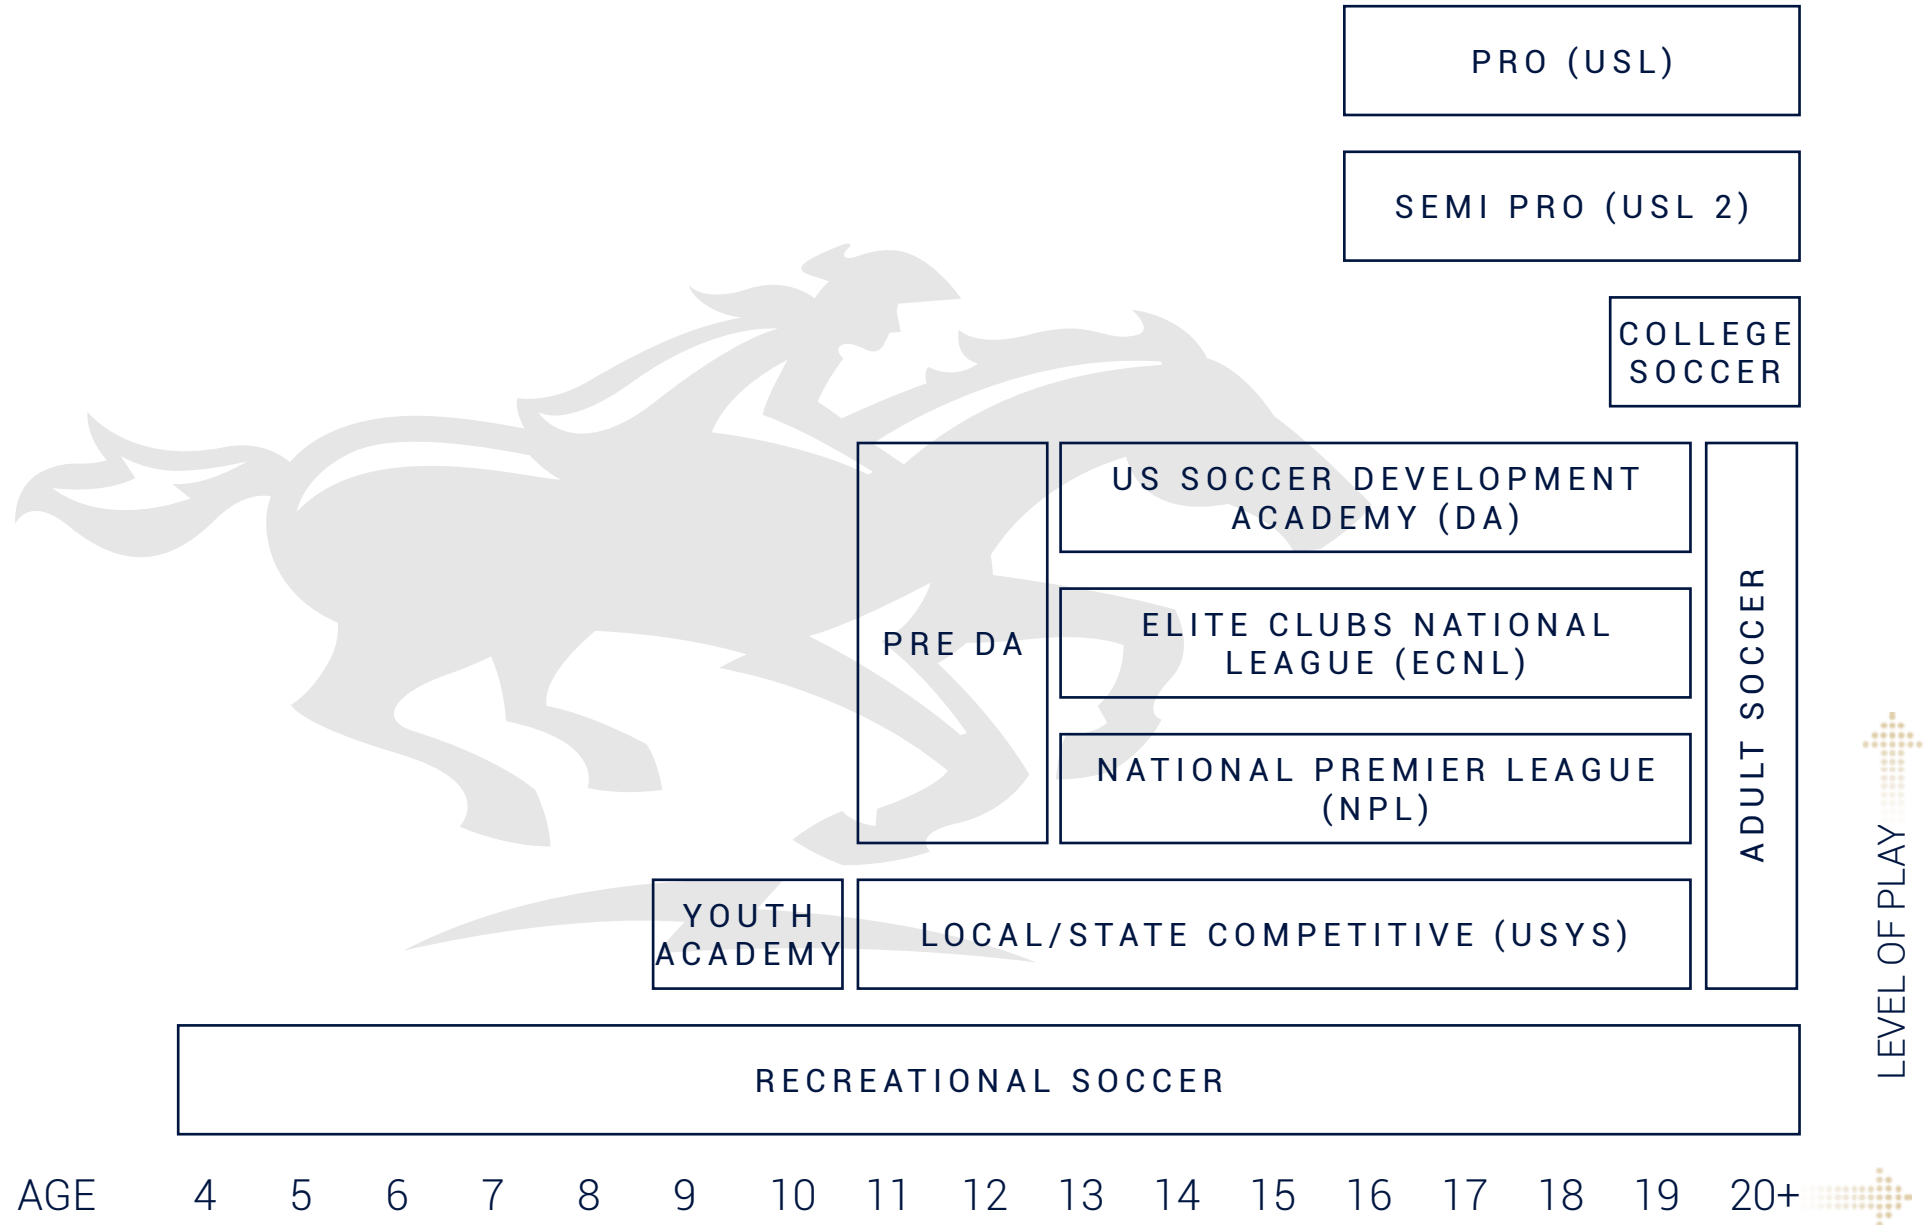 PRO (USL)
SEMI PRO (USL 2)
COLLEGE
SOCCER
US SOCCER DEVELOPMENT
ACADEMY (DA)
PRE DA
ELITE CLUBS NATIONAL
LEAGUE (ECNL)
NATIONAL PREMIER LEAGUE
(NPL)
ADULT SOCCER
YOUTH
ACADEMY
LOCAL/STATE COMPETITIVE (USYS)
RECREATIONAL SOCCER
LEVEL OF PLAY
AGE 4 5 6 7 8 9 10 11 12 13 14 15 16 17 18 19 20+